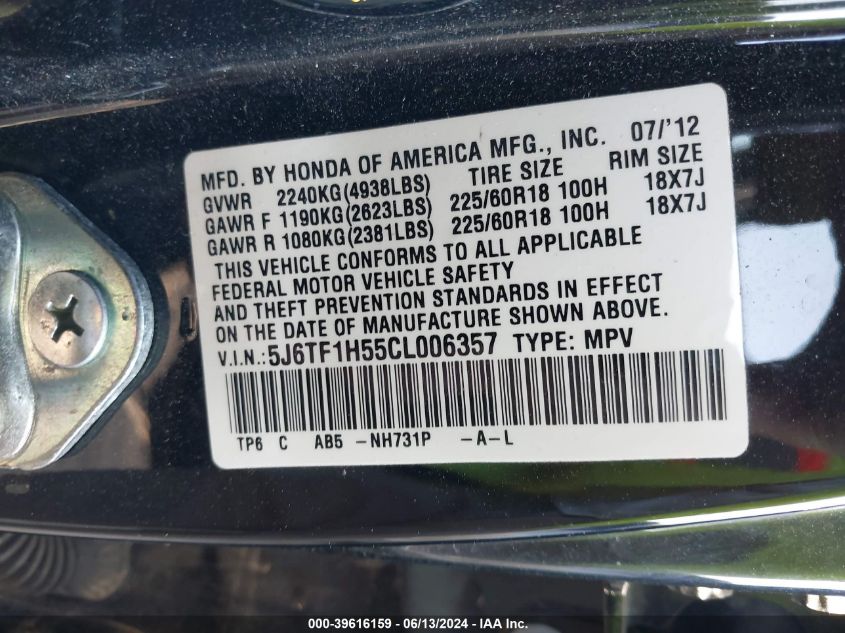 MFD. BY HONDA OF AMERICA MFG., INC. 07/'12
GVWR 2240KG(4938LBS) TIRE SIZE RIM SIZE
GAWR F 1190KG(2623LBS) 225/60R18 100H 18X7J
GAWR R 1080KG(2381LBS) 225/60R18 100H 18X7J
THIS VEHICLE CONFORMS TO ALL APPLICABLE
FEDERAL MOTOR VEHICLE SAFETY
AND THEFT PREVENTION STANDARDS IN EFFECT
ON THE DATE OF MANUFACTURE SHOWN ABOVE.
V.I.N.:5J6TF1H55CL006357 TYPE: MPV
TP6 C AB5 -NH731P -A-L
000-39616159 - 06/13/2024 - IAA Inc.